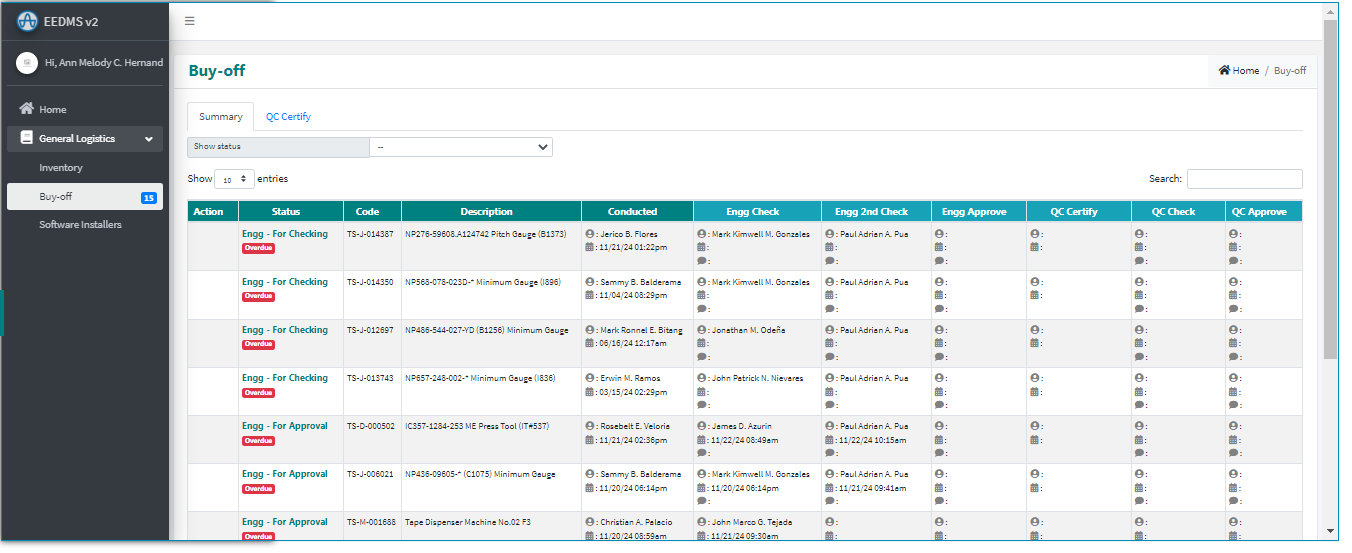 EEDMS v2
Hi, Ann Melody C. Hernand
Home
General Logistics
Inventory
Buy-off
15
Software Installers
Buy-off
Home / Buy-off
Summary
QC Certify
Show status
--
Show 10 entries
Search:
Action Status Code Description Conducted Engg Check Engg 2nd Check Engg Approve QC Certify QC Check QC Approve
Engg - For Checking TS-J-014387 NP276-59608.A124742 Pitch Gauge (B1373) : Jerico B. Flores : Mark Kimwell M. Gonzales : Paul Adrian A. Pua : : : :
Overdue : 11/21/24 01:22pm : : : : : :
: : : : :
Engg - For Checking TS-J-014350 NP568-078-023D-* Minimum Gauge (I896) : Sammy B. Balderama : Mark Kimwell M. Gonzales : Paul Adrian A. Pua : : : :
Overdue : 11/04/24 08:29pm : : : : : :
: : : : :
Engg - For Checking TS-J-012697 NP486-544-027-YD (B1256) Minimum Gauge : Mark Ronnel E. Bitang : Jonathan M. Odeña : Paul Adrian A. Pua : : : :
Overdue : 06/16/24 12:17am : : : : : :
: : : : :
Engg - For Checking TS-J-013743 NP657-248-002-* Minimum Gauge (I836) : Erwin M. Ramos : John Patrick N. Nievares : Paul Adrian A. Pua : : : :
Overdue : 03/15/24 02:29pm : : : : : :
: : : : :
Engg - For Approval TS-D-000502 IC357-1284-253 ME Press Tool (IT#537) : Rosebelt E. Veloria : James D. Azurin : Paul Adrian A. Pua : : : :
Overdue : 11/21/24 02:36pm : 11/22/24 08:49am : 11/22/24 10:15am : : : :
: : : : :
Engg - For Approval TS-J-006021 NP436-09605-* (C1075) Minimum Gauge : Sammy B. Balderama : Mark Kimwell M. Gonzales : Paul Adrian A. Pua : : : :
Overdue : 11/20/24 06:14pm : 11/20/24 06:14pm : 11/21/24 09:41am : : : :
: : : : :
Engg - For Approval TS-M-001688 Tape Dispenser Machine No.02 F3 : Christian A. Palacio : John Marco G. Tejada : : : : :
Overdue : 11/20/24 08:59am : 11/21/24 09:30am : : : : :